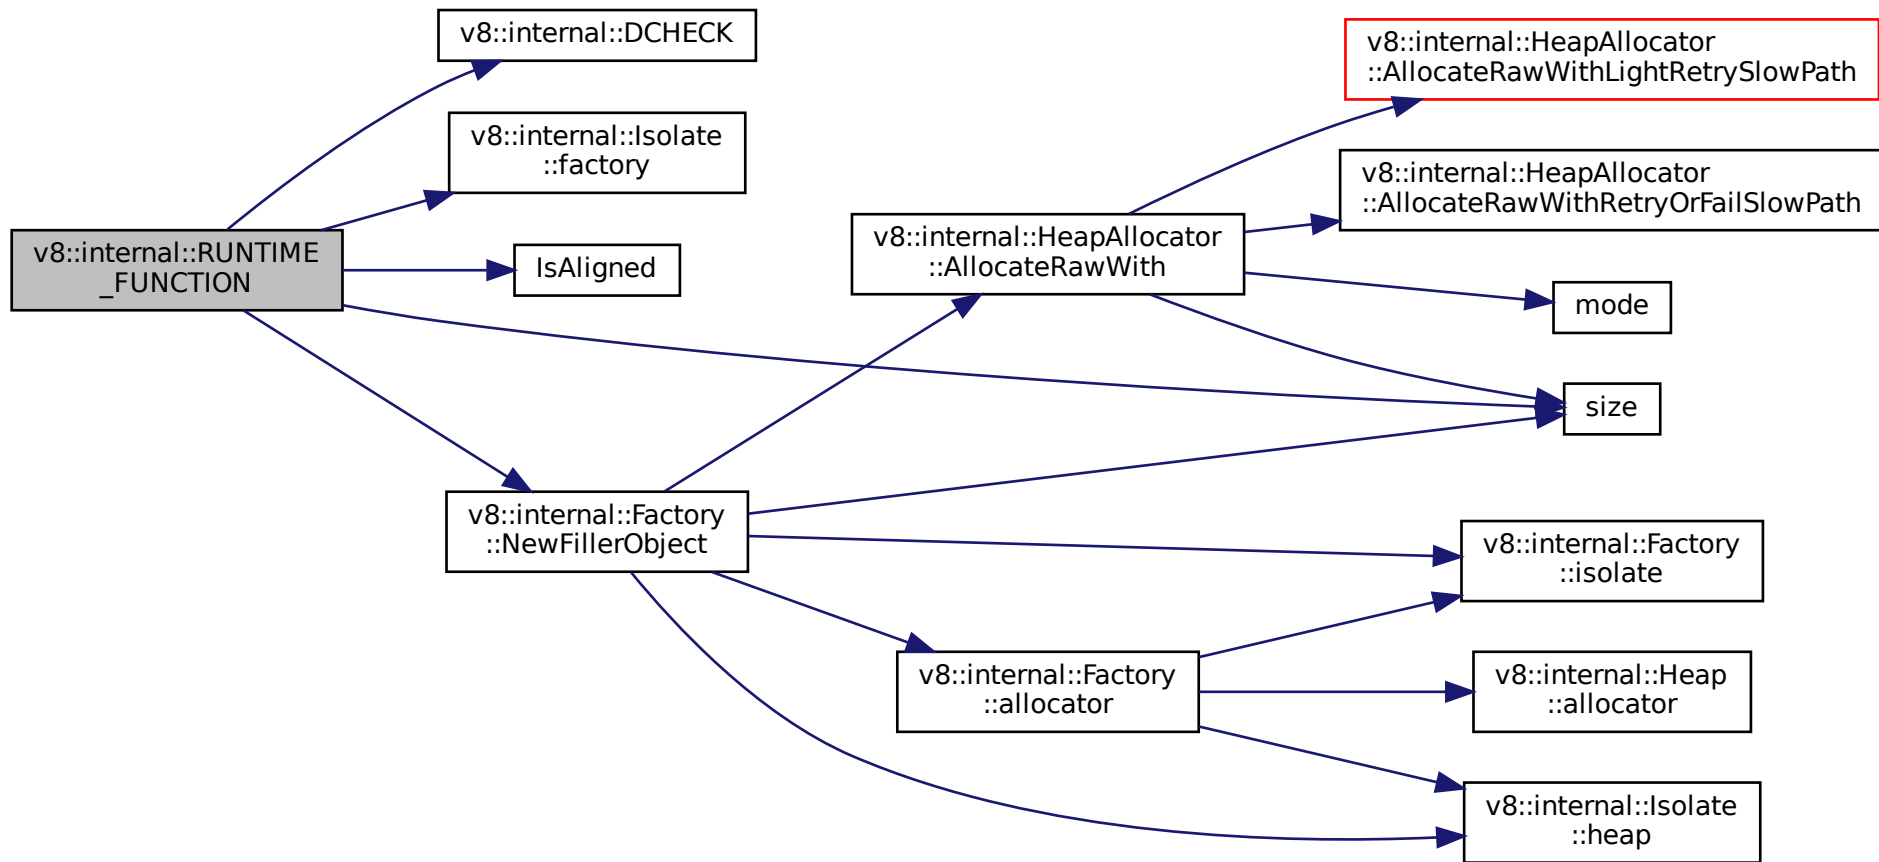 v8::internal::DCHECK
v8::internal::Isolate
::factory
v8::internal::RUNTIME
_FUNCTION
IsAligned
v8::internal::Factory
::NewFillerObject
v8::internal::HeapAllocator
::AllocateRawWith
v8::internal::Factory
::allocator
v8::internal::HeapAllocator
::AllocateRawWithLightRetrySlowPath
v8::internal::HeapAllocator
::AllocateRawWithRetryOrFailSlowPath
mode
size
v8::internal::Factory
::isolate
v8::internal::Heap
::allocator
v8::internal::Isolate
::heap